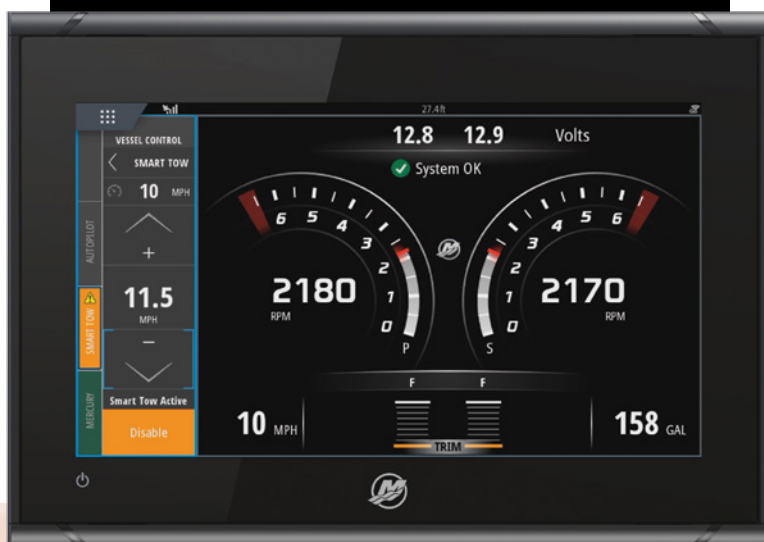 27.4 ft
VESSEL CONTROL
SMART TOW
10 MPH
+
11.5
MPH
−
Smart Tow Active
Disable
AUTOPILOT
SMART TOW
MERCURY
12.8 12.9 Volts
System OK
6 5 4 3 2 1 0
2180
RPM
P
6 5 4 3 2 1 0
2170
RPM
S
F F
TRIM
10 MPH
158 GAL